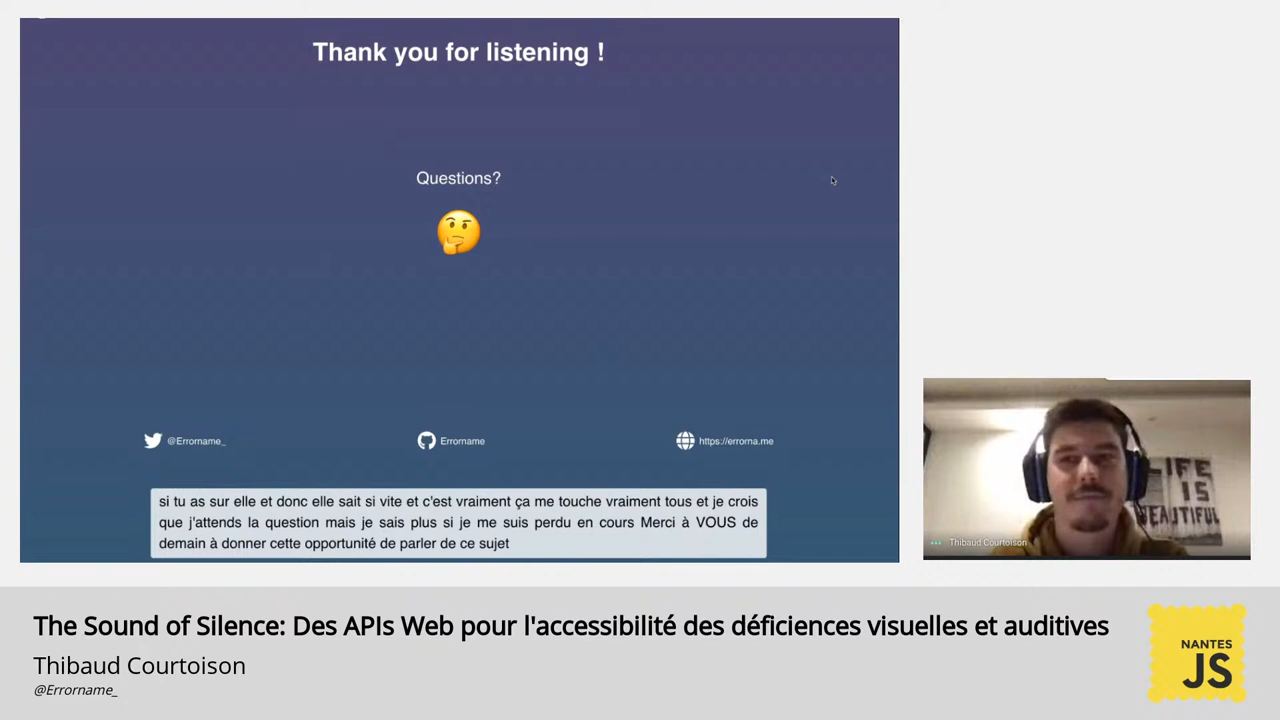 Thank you for listening !
Questions?
@Errorname_
Errorname
https://erroma.me
si tu as sur elle et donc elle sait si vite et c'est vraiment ça me touche vraiment tous et je crois
que j'attends la question mais je sais plus si je me suis perdu en cours Merci à VOUS de
demain à donner cette opportunité de parler de ce sujet
LIFE
IS
BEAUTIFUL
Thibaud Courtoison
The Sound of Silence: Des APIs Web pour l'accessibilité des déficiences visuelles et auditives
Thibaud Courtoison
@Errorname_
NANTES
JS